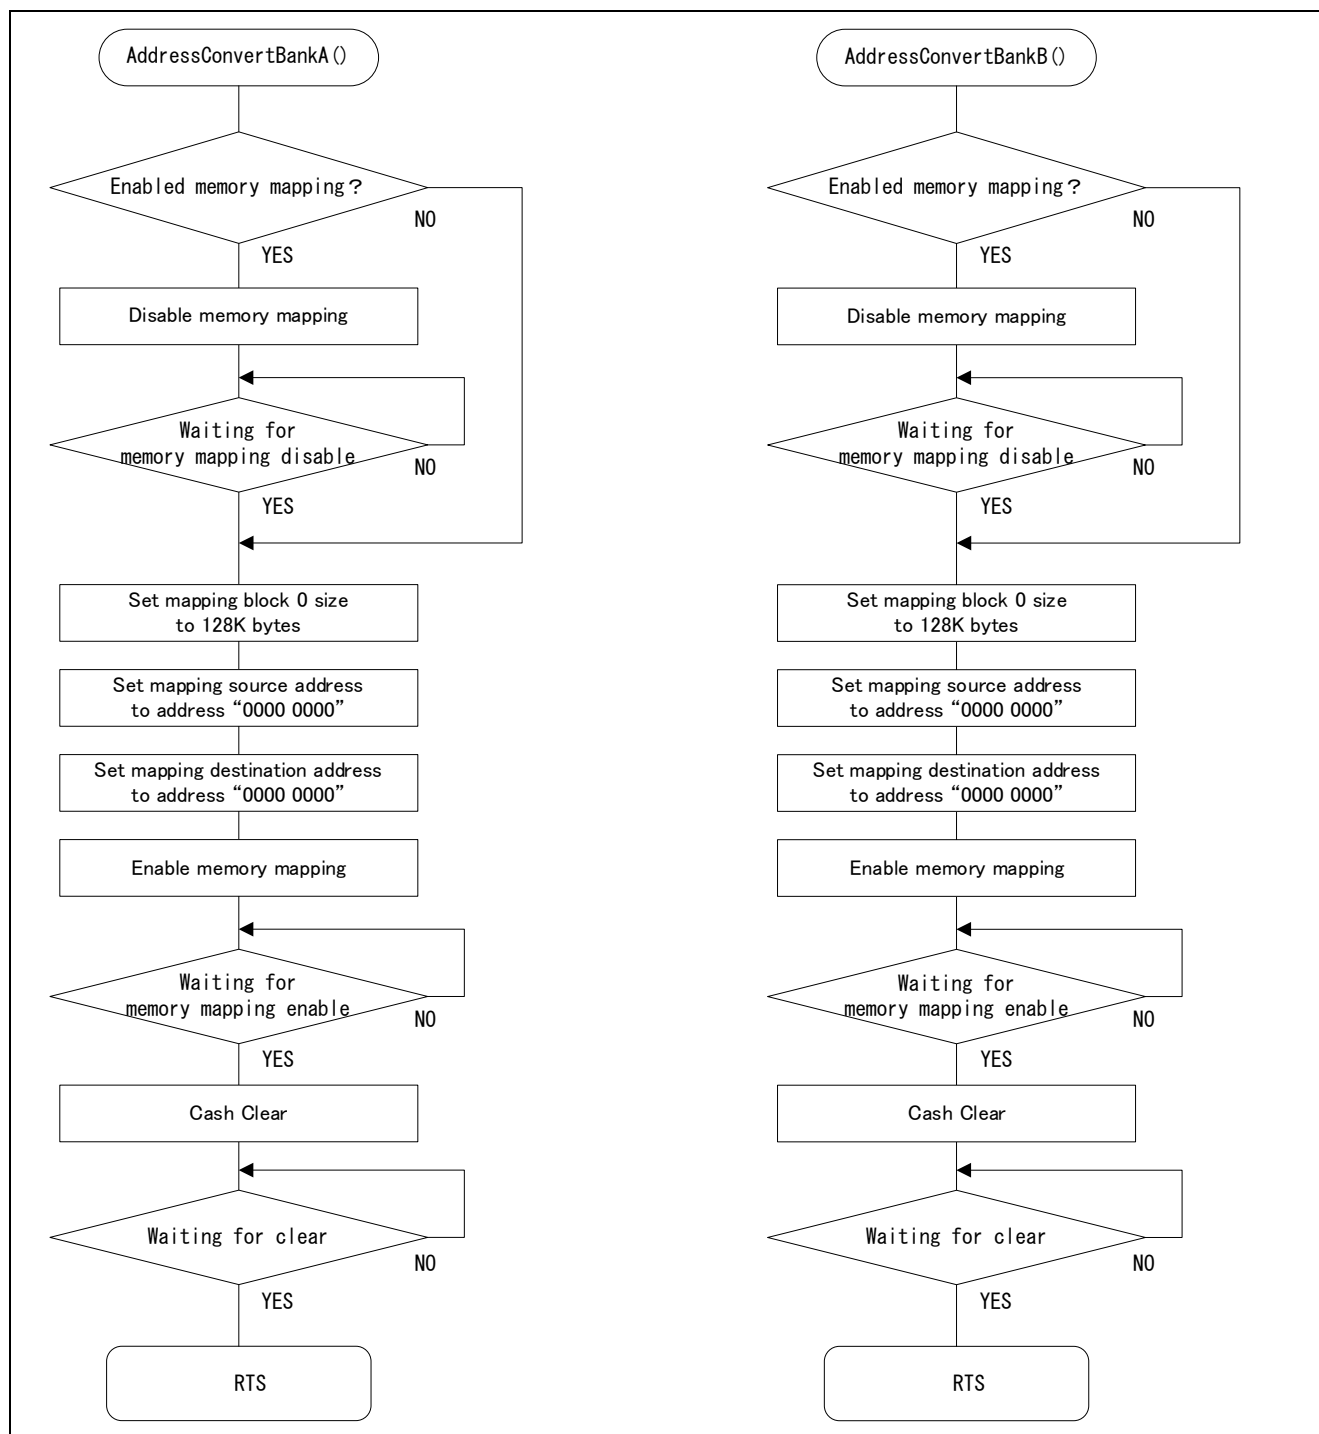 AddressConvertBankA()
Enabled memory mapping?
NO
YES
Disable memory mapping
Waiting for
memory mapping disable
NO
YES
Set mapping block 0 size
to 128K bytes
Set mapping source address
to address “0000 0000”
Set mapping destination address
to address “0000 0000”
Enable memory mapping
Waiting for
memory mapping enable
NO
YES
Cash Clear
Waiting for clear
NO
YES
RTS
AddressConvertBankB()
Enabled memory mapping?
NO
YES
Disable memory mapping
Waiting for
memory mapping disable
NO
YES
Set mapping block 0 size
to 128K bytes
Set mapping source address
to address “0000 0000”
Set mapping destination address
to address “0000 0000”
Enable memory mapping
Waiting for
memory mapping enable
NO
YES
Cash Clear
Waiting for clear
NO
YES
RTS